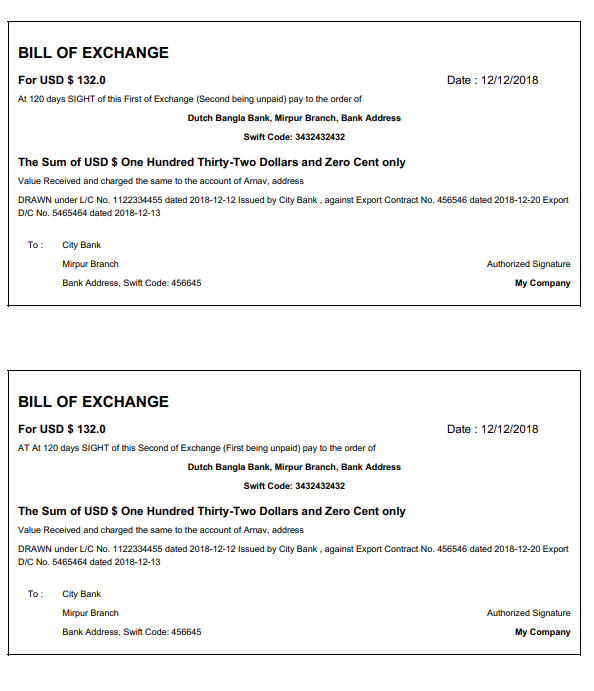 BILL OF EXCHANGE
For USD $ 132.0 Date : 12/12/2018
At 120 days SIGHT of this First of Exchange (Second being unpaid) pay to the order of
Dutch Bangla Bank, Mirpur Branch, Bank Address
Swift Code: 3432432432
The Sum of USD $ One Hundred Thirty-Two Dollars and Zero Cent only
Value Received and charged the same to the account of Arnav, address
DRAWN under L/C No. 1122334455 dated 2018-12-12 Issued by City Bank , against Export Contract No. 456546 dated 2018-12-20 Export
D/C No. 5465464 dated 2018-12-13
To : City Bank
Mirpur Branch Authorized Signature
Bank Address, Swift Code: 456645 My Company
BILL OF EXCHANGE
For USD $ 132.0 Date : 12/12/2018
AT At 120 days SIGHT of this Second of Exchange (First being unpaid) pay to the order of
Dutch Bangla Bank, Mirpur Branch, Bank Address
Swift Code: 3432432432
The Sum of USD $ One Hundred Thirty-Two Dollars and Zero Cent only
Value Received and charged the same to the account of Arnav, address
DRAWN under L/C No. 1122334455 dated 2018-12-12 Issued by City Bank , against Export Contract No. 456546 dated 2018-12-20 Export
D/C No. 5465464 dated 2018-12-13
To : City Bank
Mirpur Branch Authorized Signature
Bank Address, Swift Code: 456645 My Company